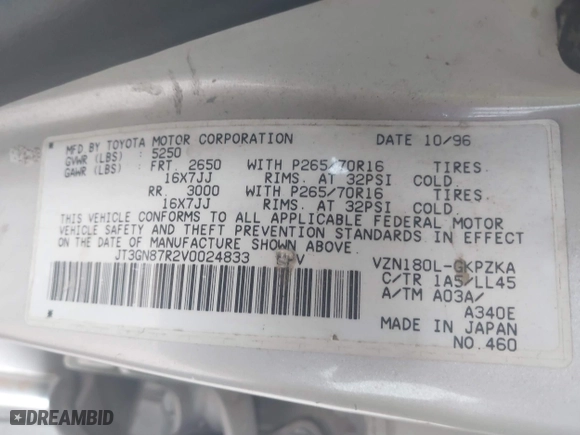 MFD BY TOYOTA MOTOR CORPORATION DATE 10/96
GVWR (LBS) : 5250
GAWR (LBS) : FRT 2650 WITH P265/70R16 TIRES.
16X7JJ RIMS. AT 32PSI COLD.
RR. 3000 WITH P265/70R16 TIRES.
16X7JJ RIMS. AT 32PSI COLD.
THIS VEHICLE CONFORMS TO ALL APPLICABLE FEDERAL MOTOR
VEHICLE SAFETY AND THEFT PREVENTION STANDARDS IN EFFECT
ON THE DATE OF MANUFACTURE SHOWN ABOVE.
JT3GN87R2V0024833 V VZN180L-GKPZKA
C/TR 1A5/LL45
A/TM A03A/
A340E
MADE IN JAPAN
NO.460
DREAMBID